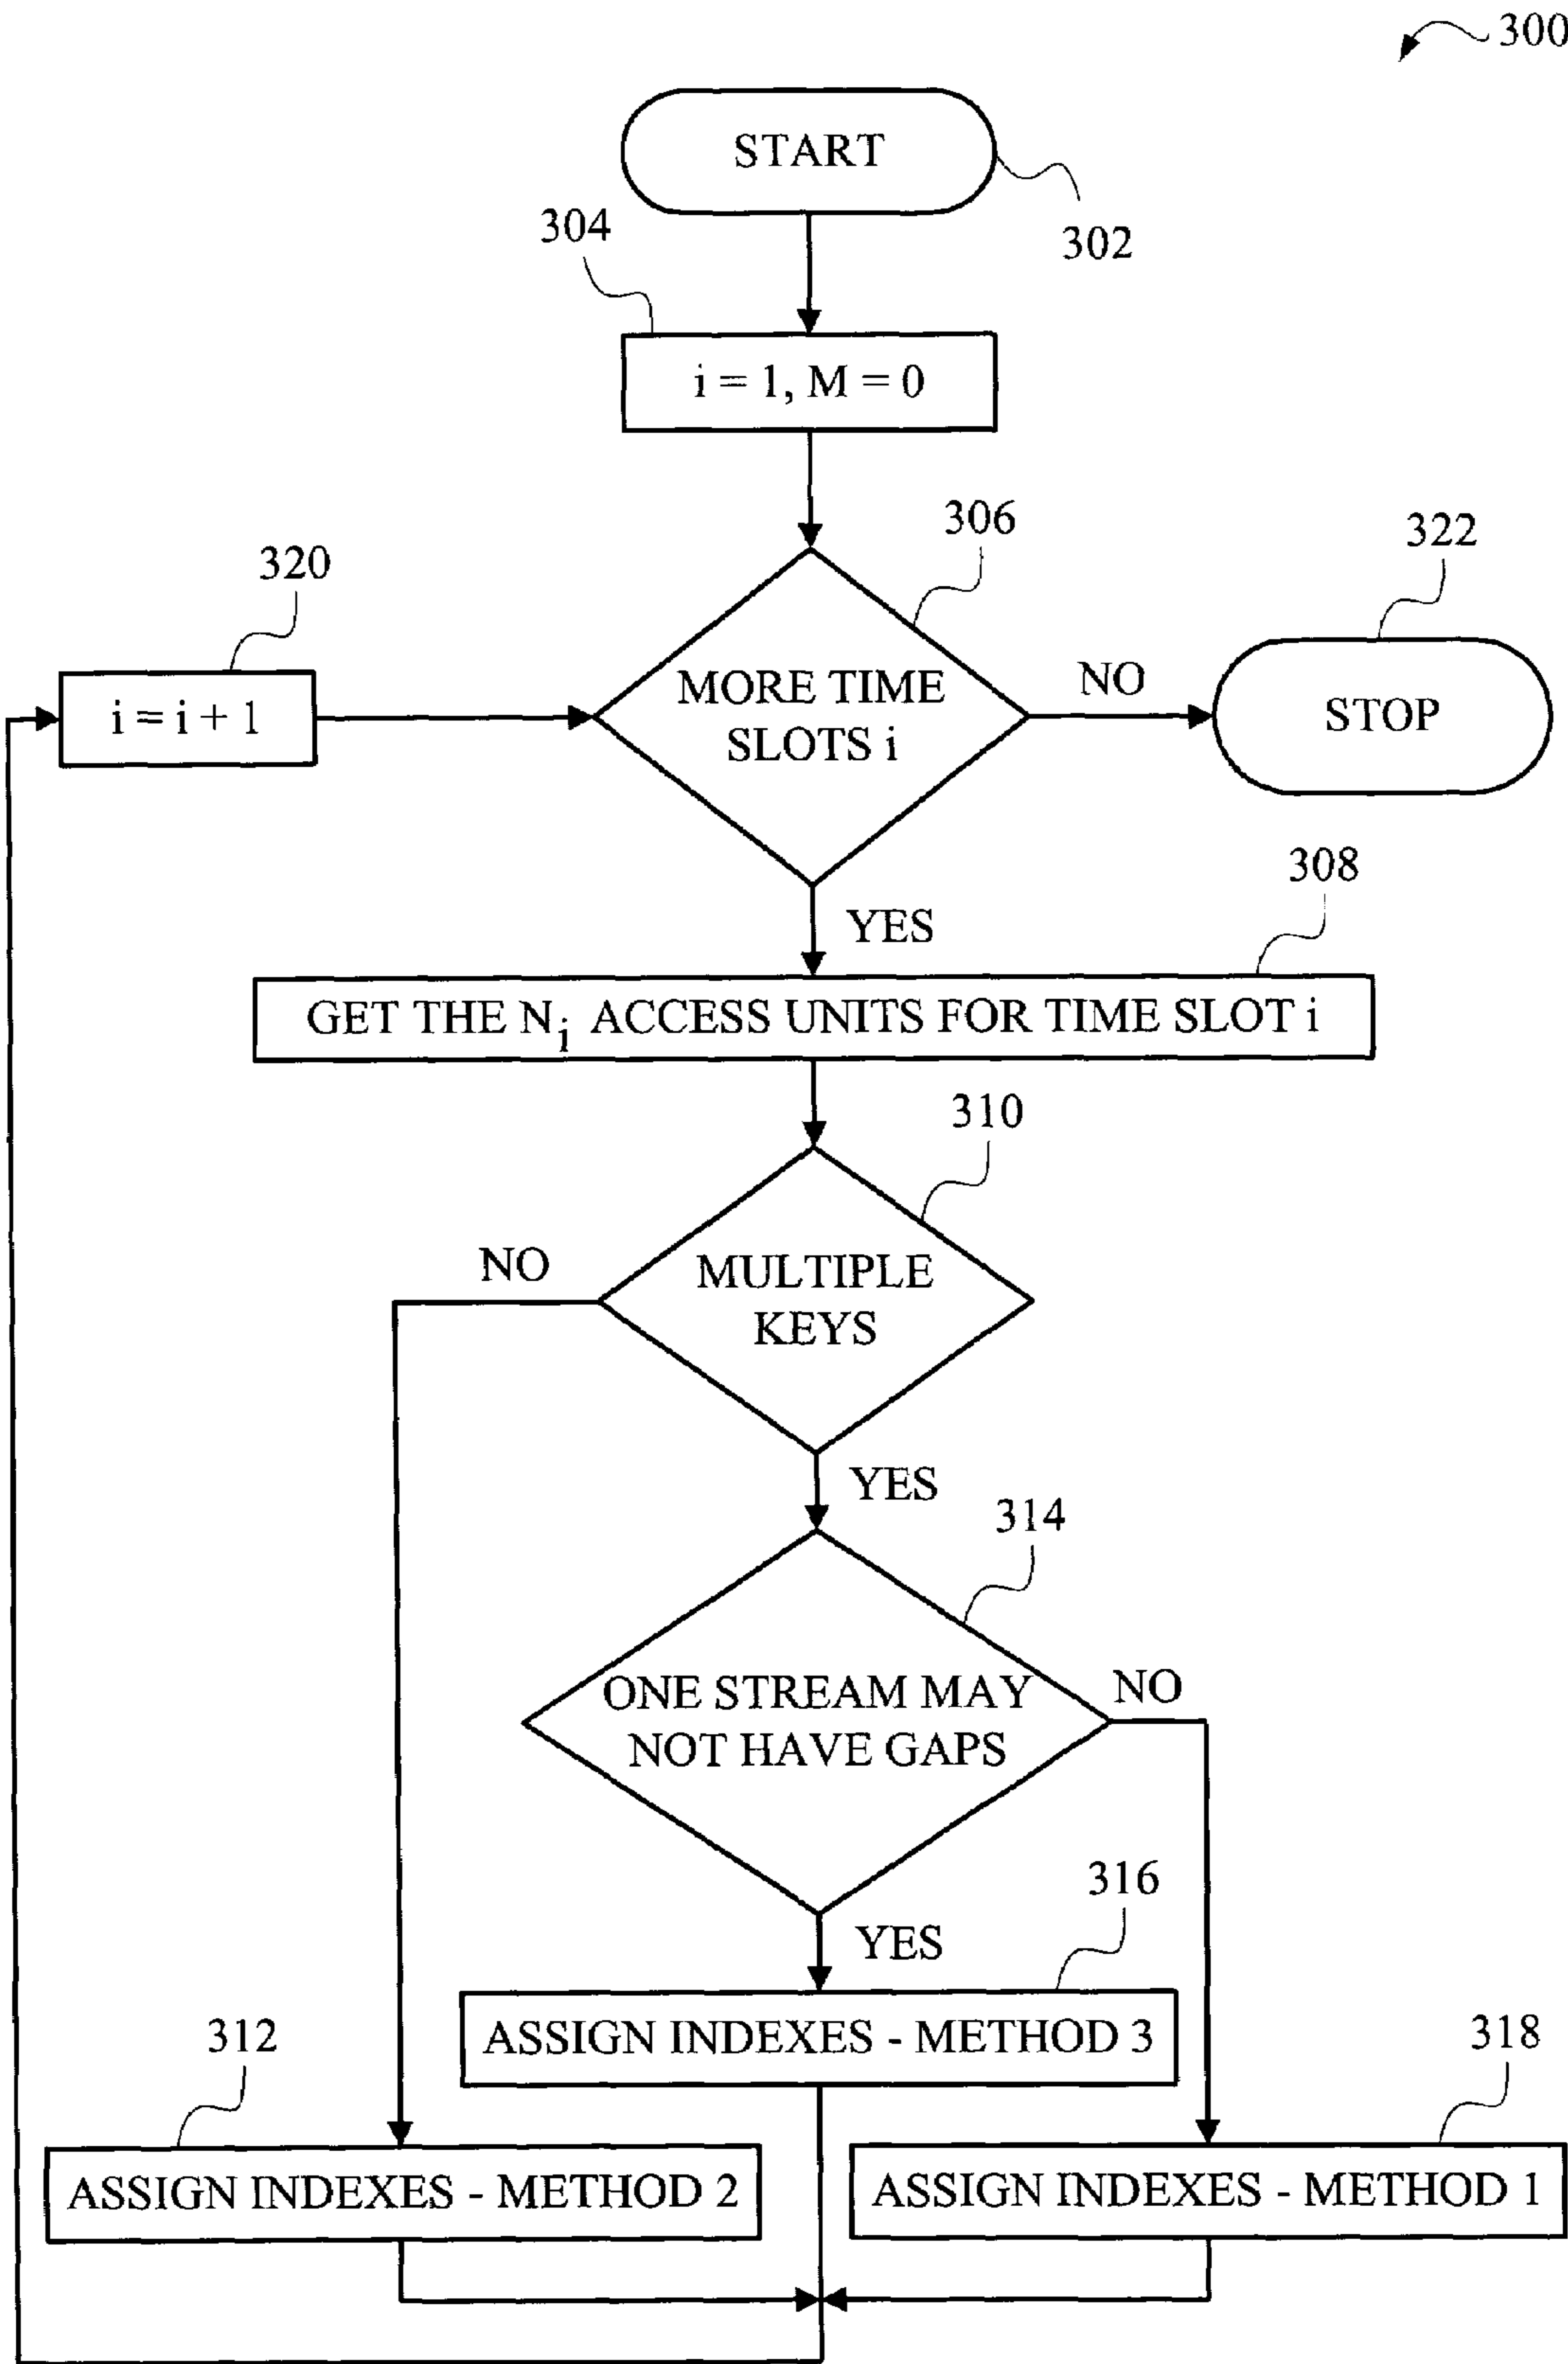 300
START
302
304
i = 1, M = 0
306
322
320
MORE TIME
SLOTS i
NO
STOP
i = i + 1
308
YES
GET THE Ni ACCESS UNITS FOR TIME SLOT i
310
NO
MULTIPLE
KEYS
YES
314
ONE STREAM MAY
NOT HAVE GAPS
NO
316
YES
ASSIGN INDEXES - METHOD 3
312
318
ASSIGN INDEXES - METHOD 2
ASSIGN INDEXES - METHOD 1